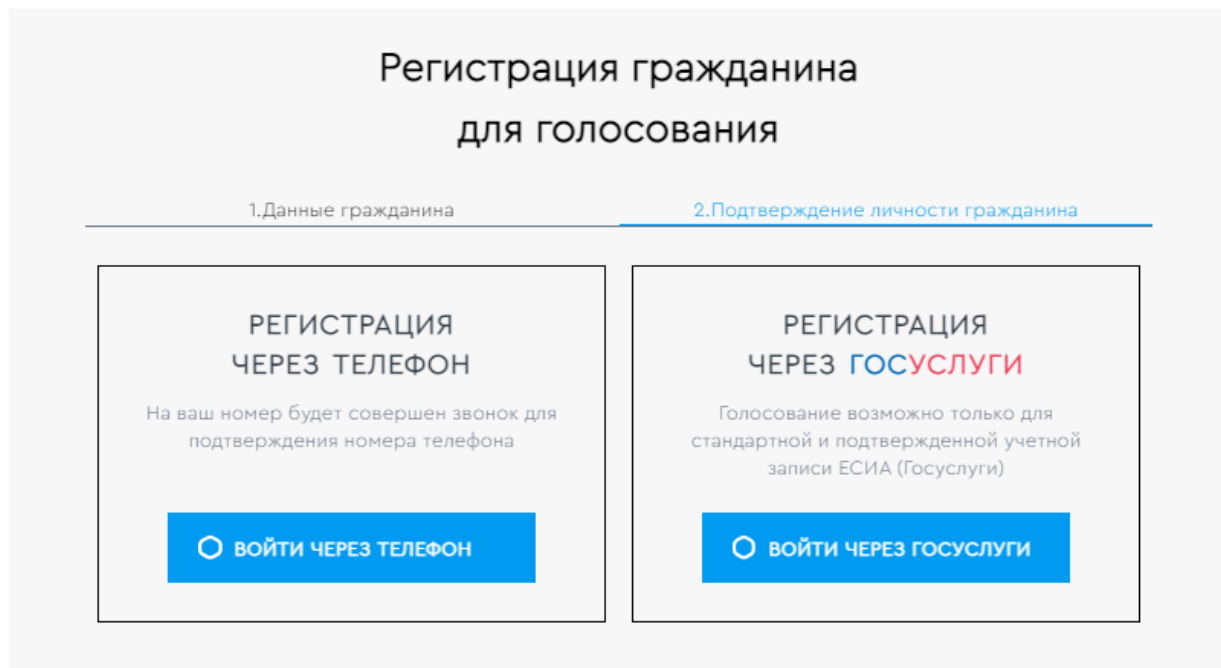 Регистрация гражданина
для голосования
1.Данные гражданина
2.Подтверждение личности гражданина
РЕГИСТРАЦИЯ
ЧЕРЕЗ ТЕЛЕФОН
На ваш номер будет совершен звонок для
подтверждения номера телефона
ВОЙТИ ЧЕРЕЗ ТЕЛЕФОН
РЕГИСТРАЦИЯ
ЧЕРЕЗ ГОСУСЛУГИ
Голосование возможно только для
стандартной и подтвержденной учетной
записи ЕСИА (Госуслуги)
ВОЙТИ ЧЕРЕЗ ГОСУСЛУГИ